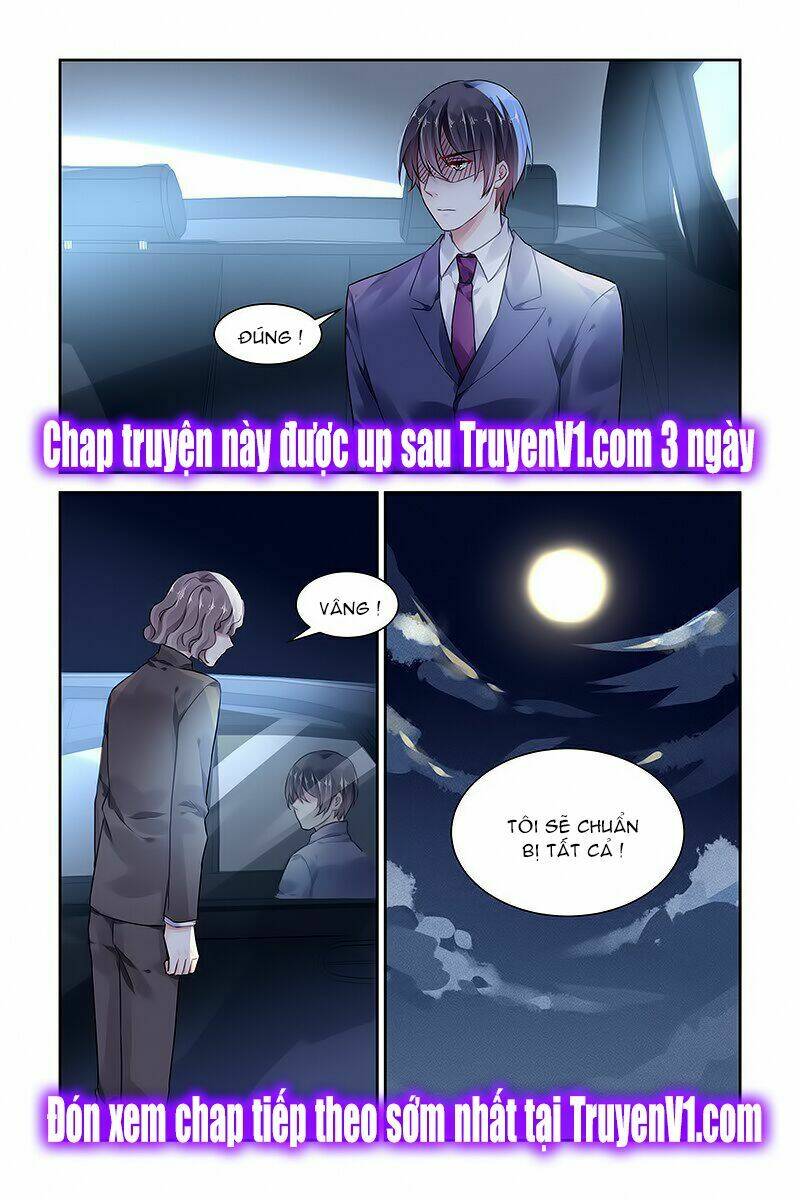 ĐÚNG !
Chap truyện này được up sau TruyenV1.com 3 ngày
VÂNG !
TÔI SẼ CHUẨN
BỊ TẤT CẢ !
Đón xem chap tiếp theo sớm nhất tại TruyenV1.com